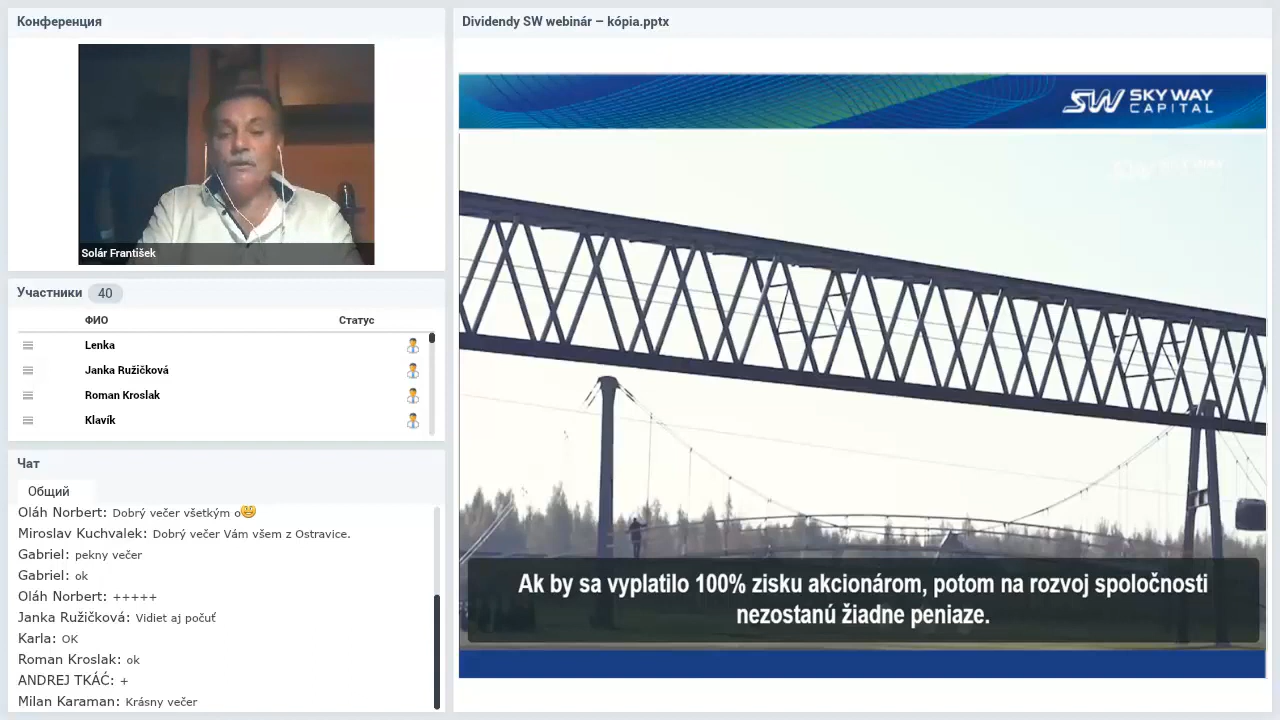 Конференция
Solár František
Участники 40
ФИО Статус
Lenka
Janka Ružičková
Roman Kroslak
Klavík
Чат
Общий
Oláh Norbert: Dobrý večer všetkým o
Miroslav Kuchvalek: Dobrý večer Vám všem z Ostravice.
Gabriel: pekny večer
Gabriel: ok
Oláh Norbert: +++++
Janka Ružičková: Vidiet aj počuť
Karla: OK
Roman Kroslak: ok
ANDREJ TKÁČ: +
Milan Karaman: Krásny večer
Dividendy SW webinár – kópia.pptx
SW SKY WAY
CAPITAL
Ak by sa vyplatilo 100% zisku akcionárom, potom na rozvoj spoločnosti
nezostanú žiadne peniaze.